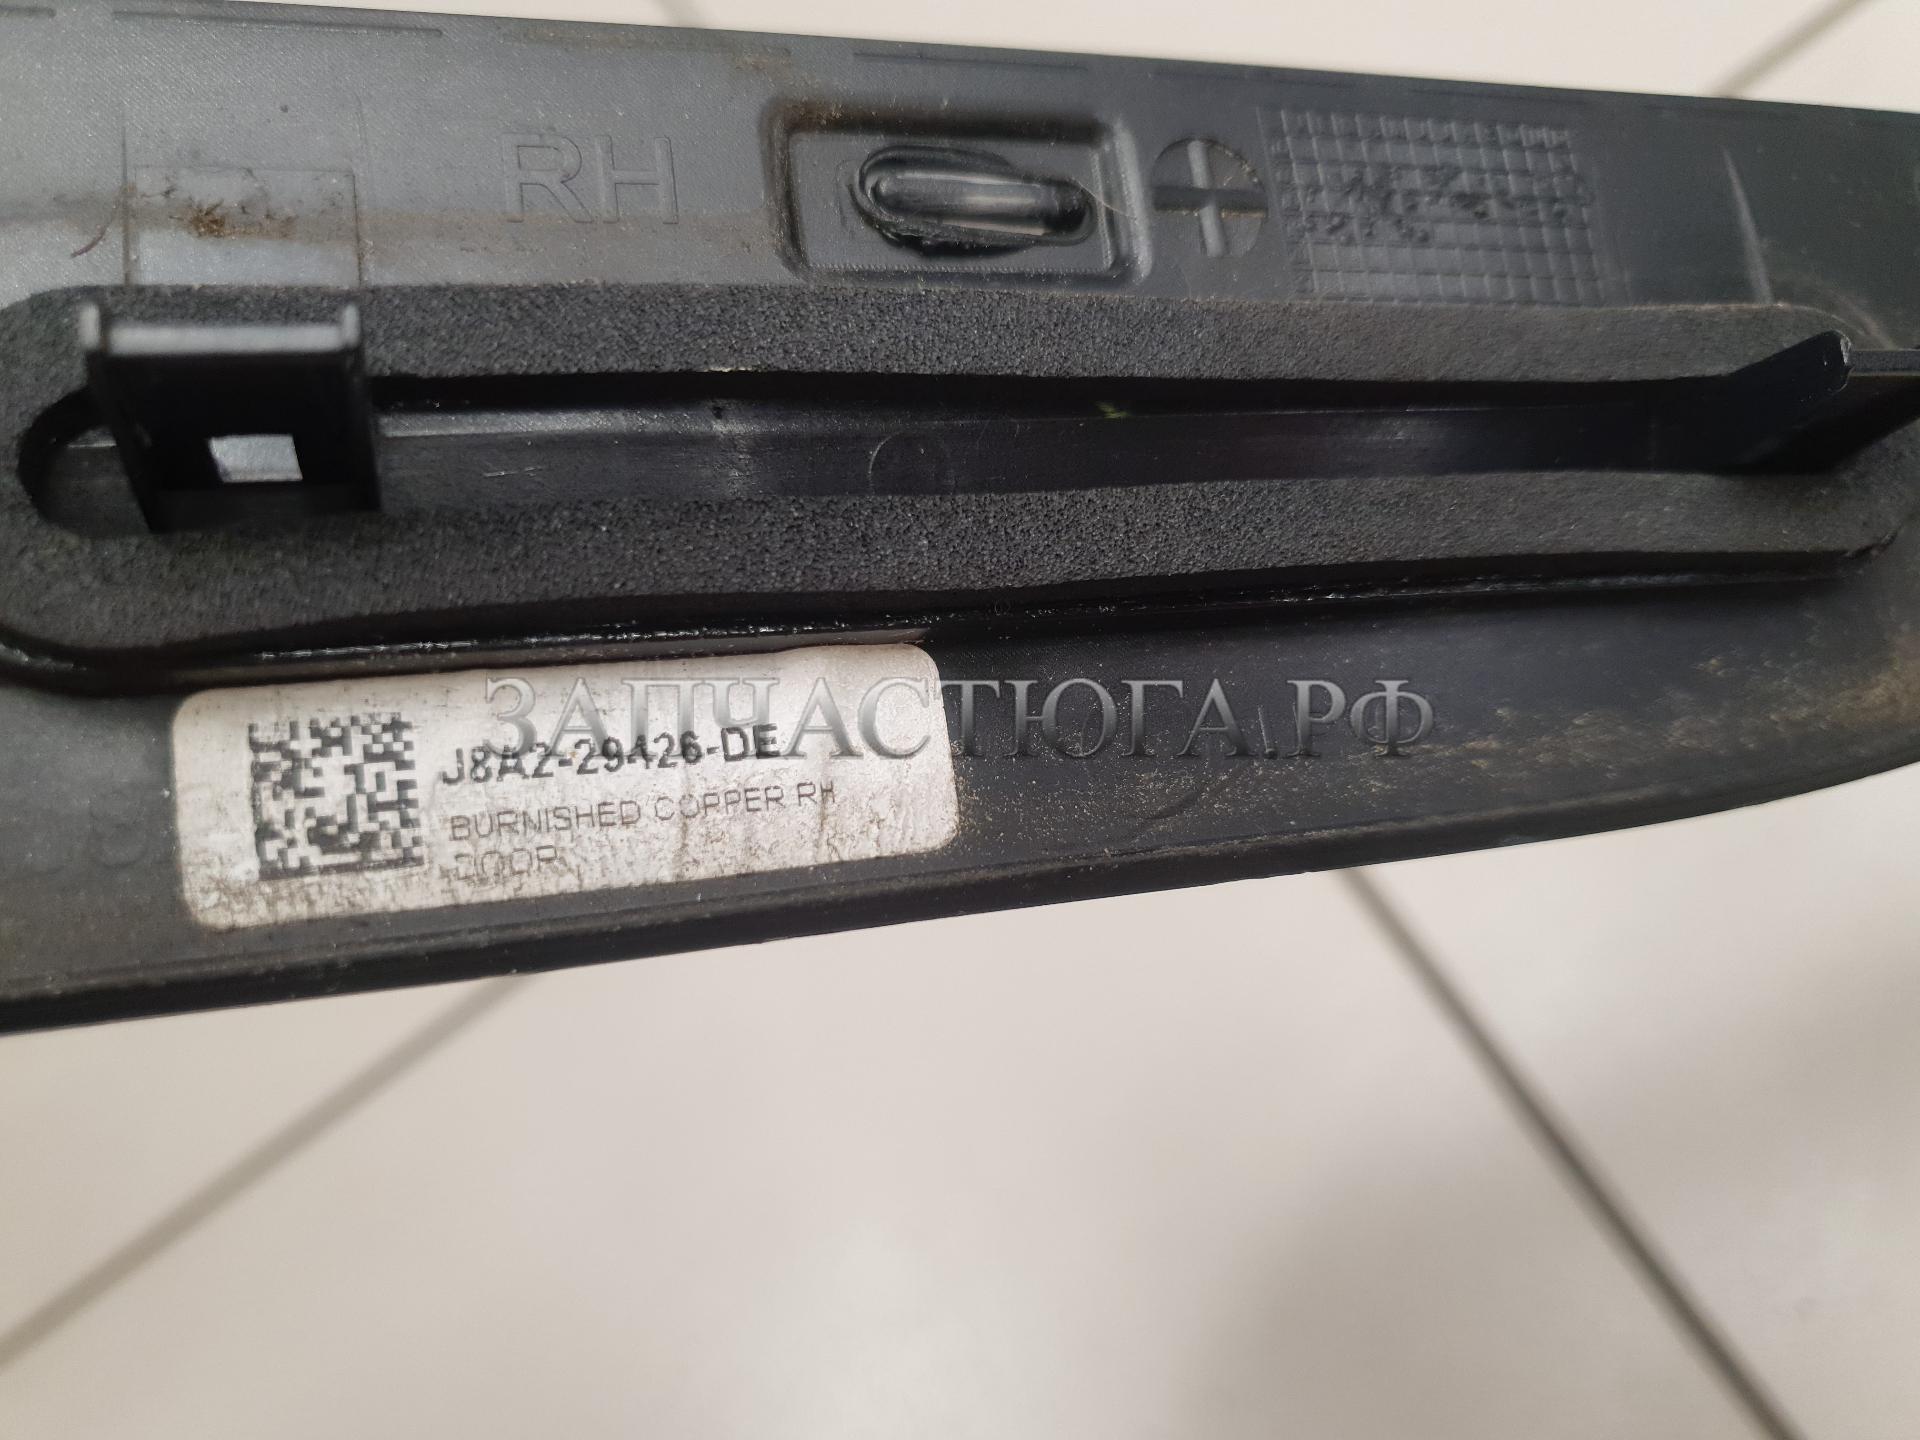 RH
ЗАПЧАСТЮГА.РФ
J8A2-29426-DE
BURNISHED COPPER RH
DOOR